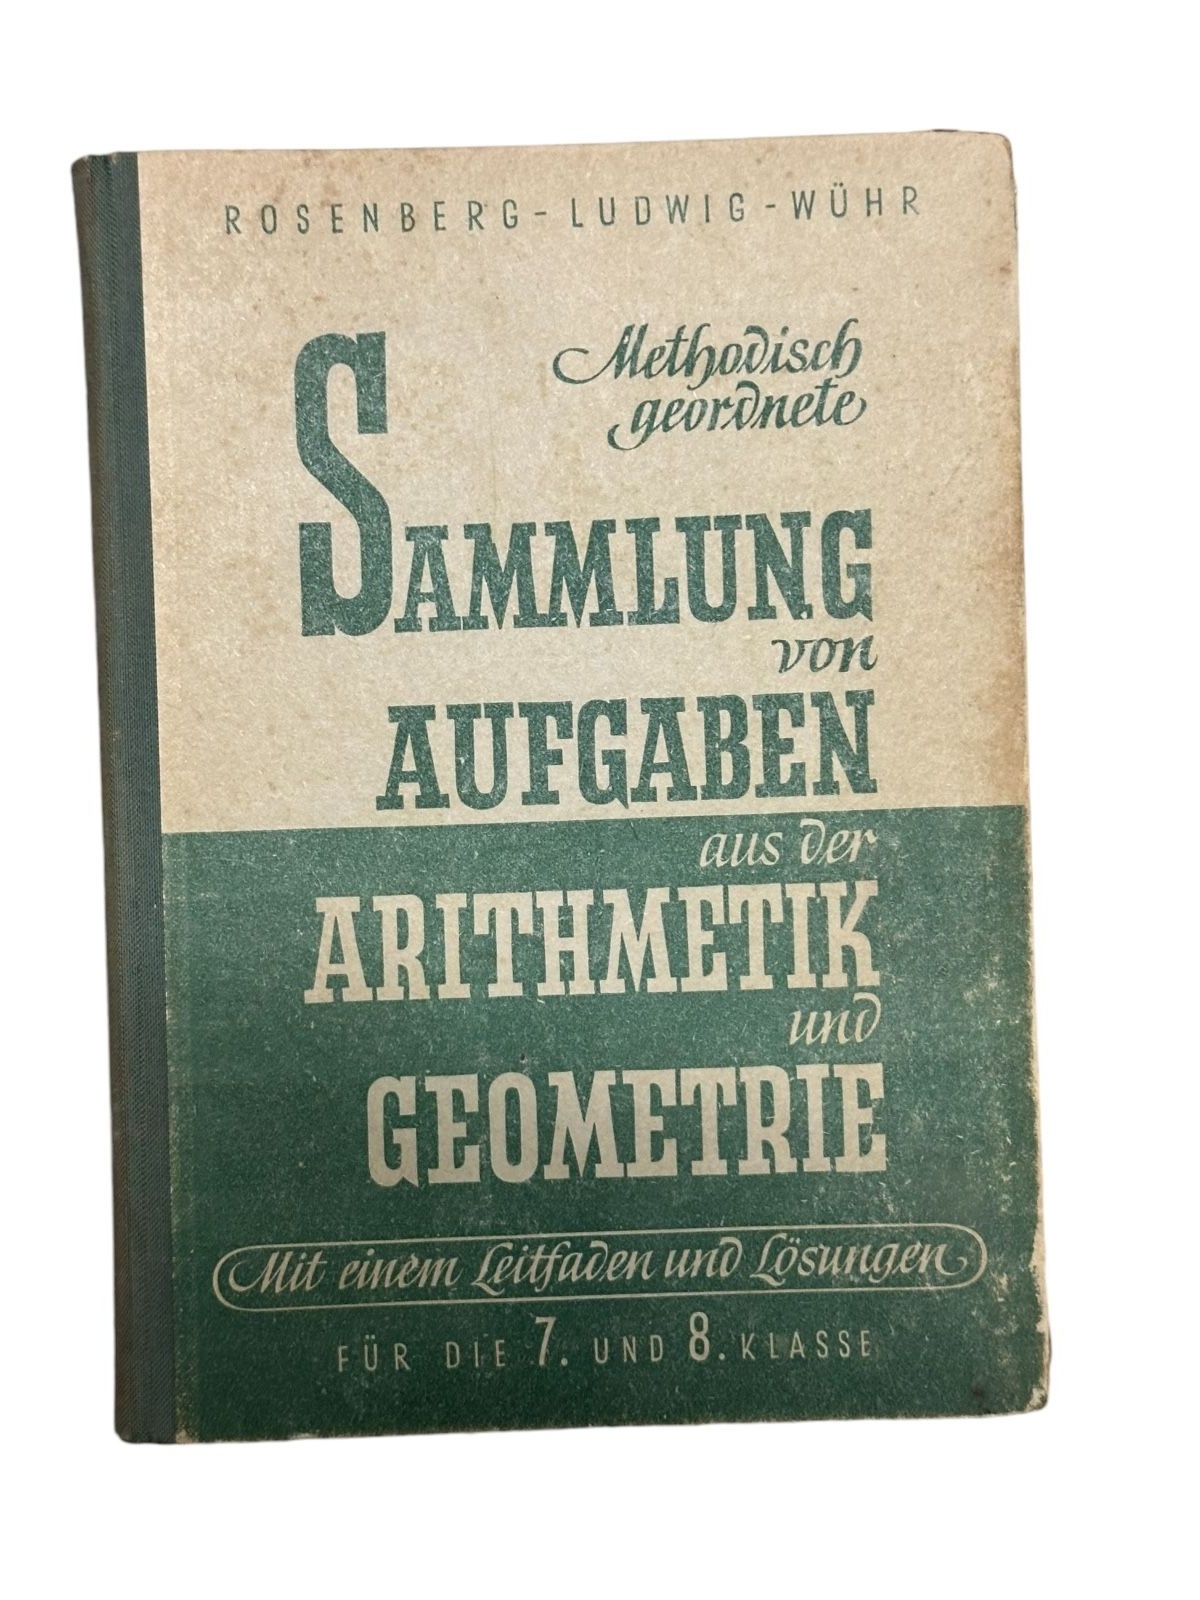 ROSENBERG - LUDWIG - WÜHR
Methodisch
geordnete
SAMMLUNG
von
AUFGABEN
aus der
ARITHMETIK
und
GEOMETRIE
Mit einem Leitfaden und Lösungen
FÜR DIE 7. UND 8. KLASSE